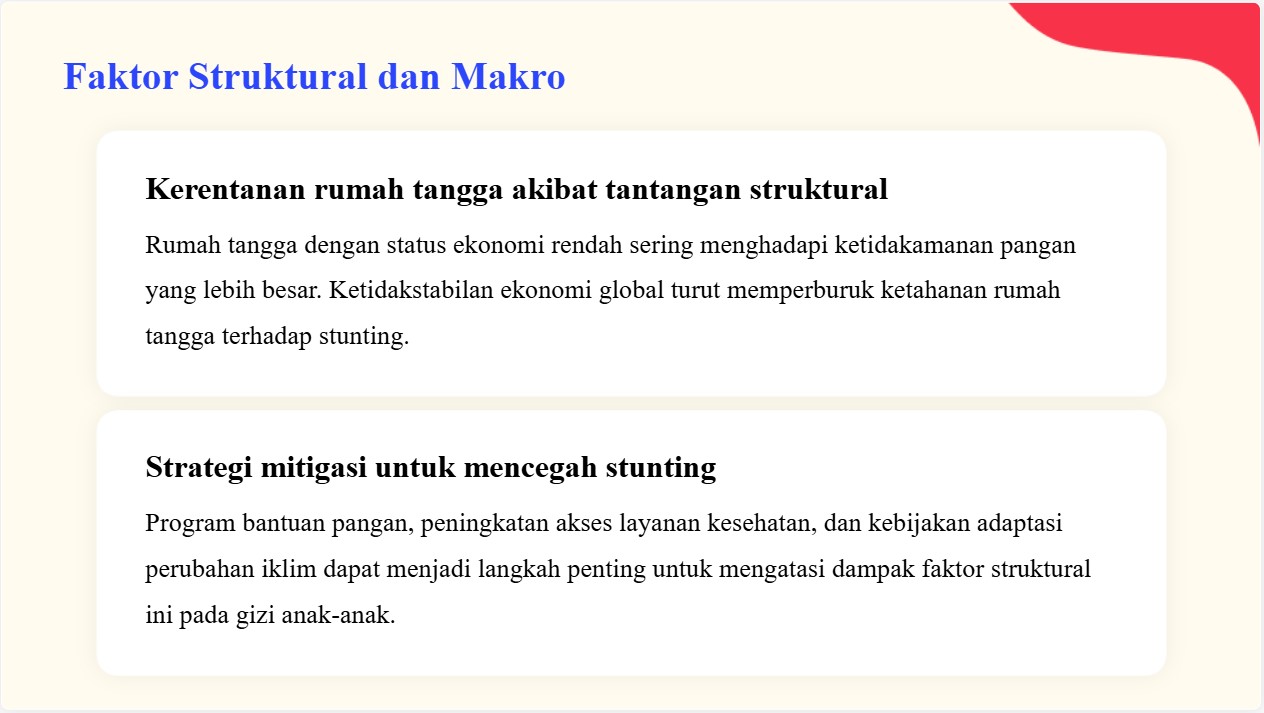 Faktor Struktural dan Makro
Kerentanan rumah tangga akibat tantangan struktural
Rumah tangga dengan status ekonomi rendah sering menghadapi ketidakamanan pangan
yang lebih besar. Ketidakstabilan ekonomi global turut memperburuk ketahanan rumah
tangga terhadap stunting.
Strategi mitigasi untuk mencegah stunting
Program bantuan pangan, peningkatan akses layanan kesehatan, dan kebijakan adaptasi
perubahan iklim dapat menjadi langkah penting untuk mengatasi dampak faktor struktural
ini pada gizi anak-anak.